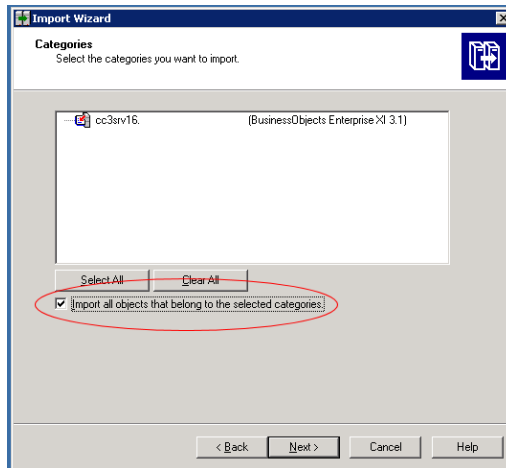 Import Wizard
Categories
Select the categories you want to import.
cc3srv16. (BusinessObjects Enterprise XI 3.1)
Select All Clear All
Import all objects that belong to the selected categories.
< Back Next > Cancel Help